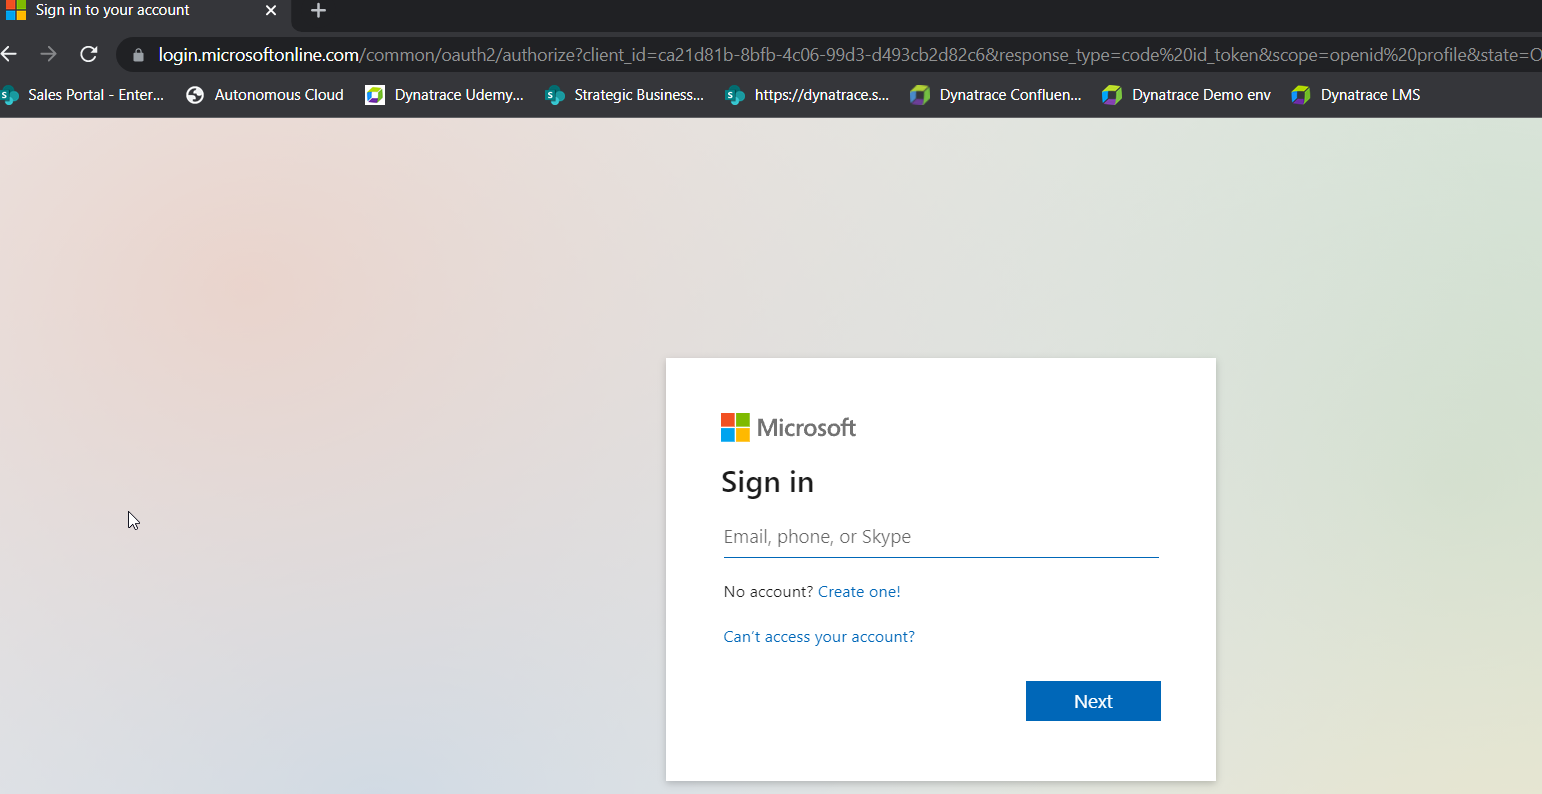 Sign in to your account
login.microsoftonline.com/common/oauth2/authorize?client_id=ca21d81b-8bfb-4c06-99d3-d493cb2d82c6&response_type=code%20id_token&scope=openid%20profile&state=O
Sales Portal - Enter... Autonomous Cloud Dynatrace Udemy... Strategic Business... https://dynatrace.s... Dynatrace Confluen... Dynatrace Demo env Dynatrace LMS
Microsoft
Sign in
Email, phone, or Skype
No account? Create one!
Can't access your account?
Next